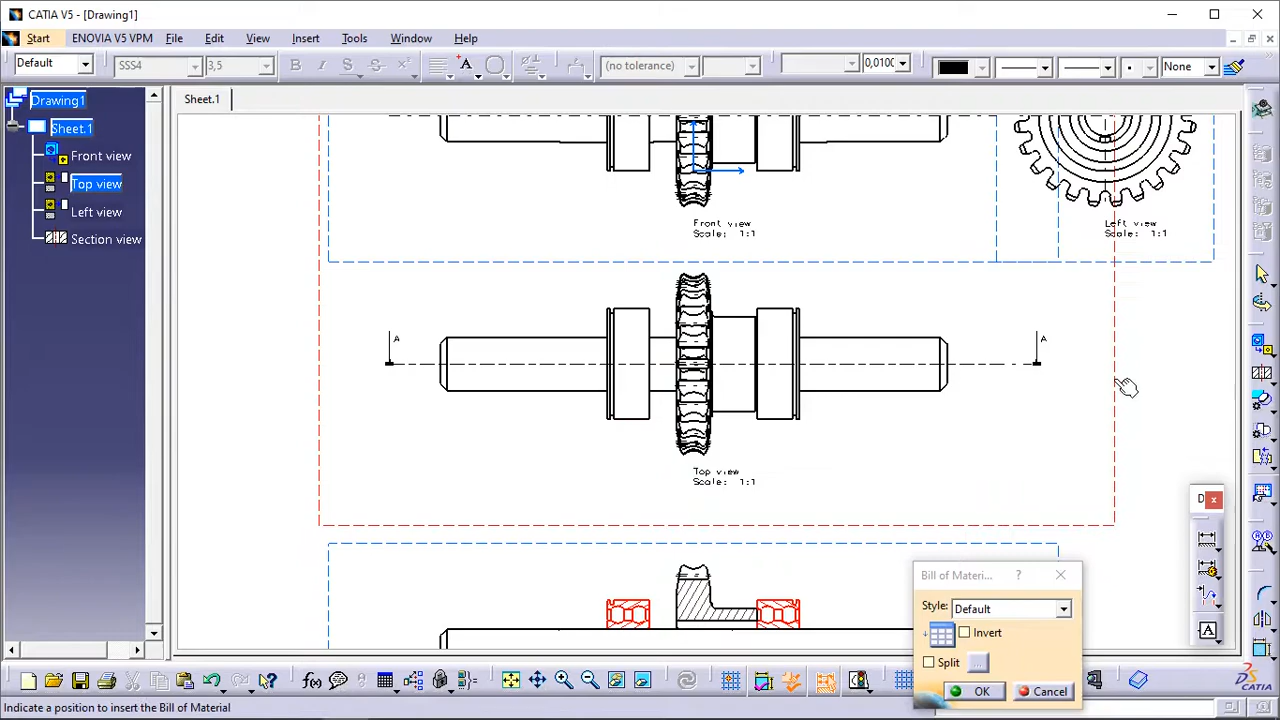 CATIA V5 - [Drawing1]
Start ENOVIA V5 VPM File Edit View Insert Tools Window Help
Default SSS4 3,5 B I S S (no tolerance) 0,0100 None
Drawing1
Sheet.1
Front view
Top view
Left view
Section view
Sheet.1
Front view
Scale: 1:1
Left view
Scale: 1:1
A
A
Top view
Scale: 1:1
D
Bill of Materi...
Style: Default
Invert
Split ...
OK Cancel
A
f(x)
CATIA
Indicate a position to insert the Bill of Material